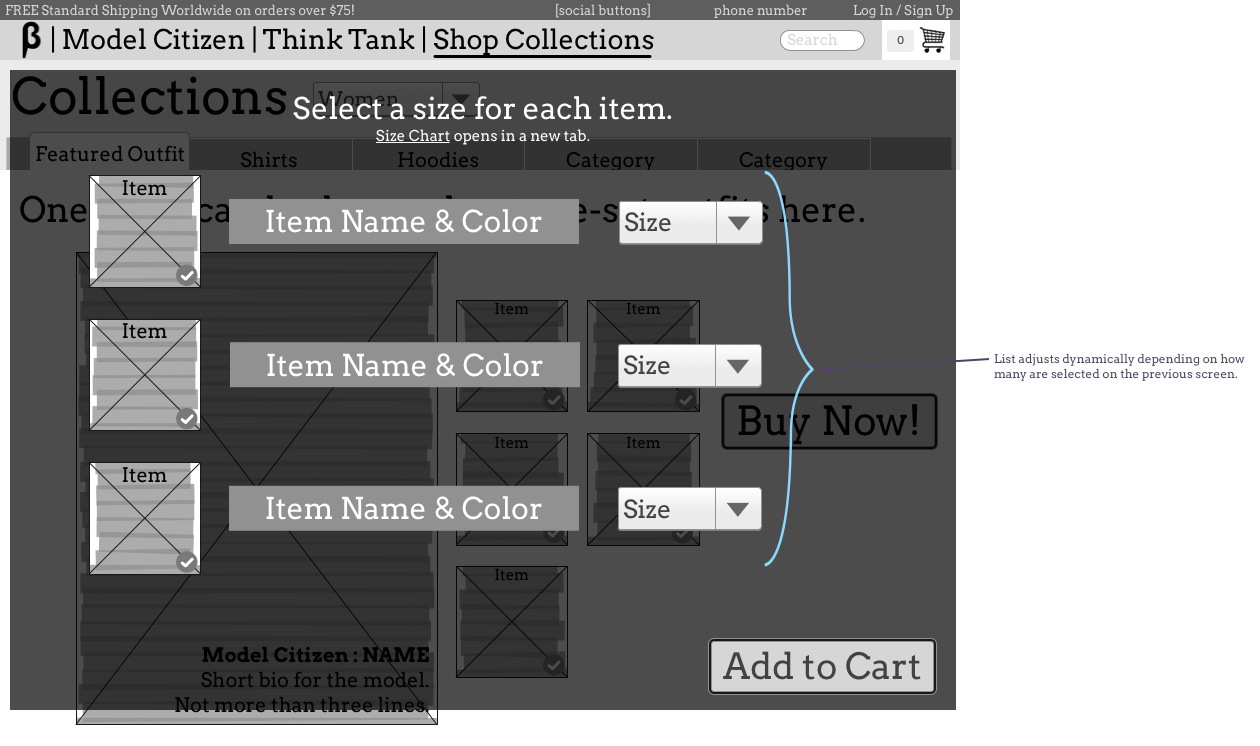 FREE Standard Shipping Worldwide on orders over $75!
[social buttons]
phone number
Log In / Sign Up
β | Model Citizen | Think Tank | Shop Collections
Search
0
Collections
Women
Select a size for each item.
Size Chart opens in a new tab.
Featured Outfit
Shirts
Hoodies
Category
Category
One
here.
Item
Item Name & Color
Size
Item
Item
Item
Item Name & Color
Size
List adjusts dynamically depending on how
many are selected on the previous screen.
Buy Now!
Item
Item
Item
Item Name & Color
Size
Item
Model Citizen : NAME
Short bio for the model.
Not more than three lines.
Add to Cart